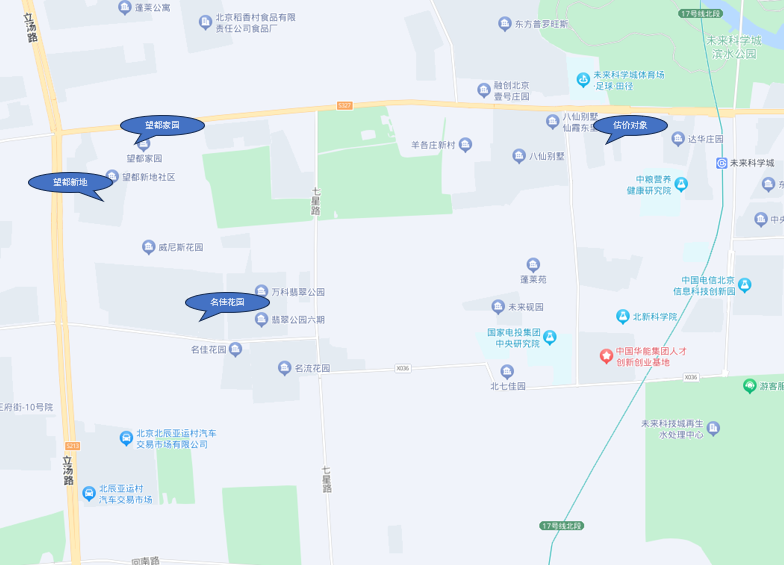 蓬莱公寓
北京稻香村食品有限
责任公司食品厂
立汤路
东方普罗旺斯
17号线北段
未来科学城
滨水公园
未来科学城体育场
·足球·田径
融创北京
壹号庄园
S227
八仙别墅
仙霞东
估价对象
望都家园
望都家园
羊各庄新村
八仙别墅
达华庄园
未来科学城
望都新地
望都新地社区
中粮营养
健康研究院
东
七星路
中央
威尼斯花园
蓬莱苑
中国电信北京
信息科技创新园
万科翡翠公园
名佳花园
翡翠公园六期
未来砚园
北新科学院
国家电投集团
中央研究院
名佳花园
中国华能集团人才
创新创业基地
名流花园
X036
北七佳园
X036
游客服
王府街-10号院
北京北辰亚运村汽车
交易市场有限公司
未来科技城再生
水处理中心
S213
立汤路
七星路
北辰亚运村
汽车交易市场
17号线北段
回南路